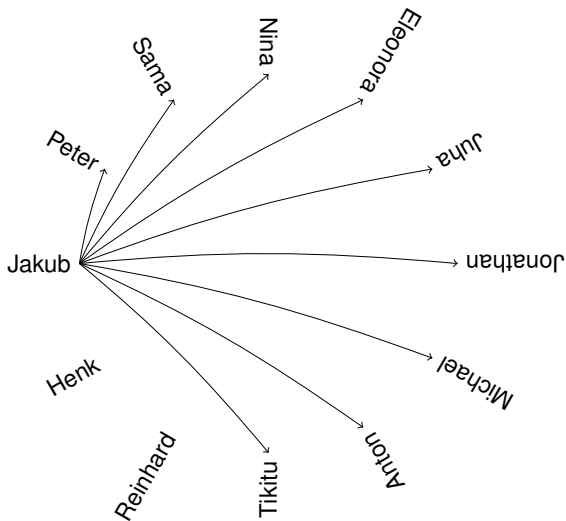 Nina
Eleonora
Sama
Juha
Peter
Jakub
Jonathan
Henk
Michael
Reinhard
Tikitu
Anton